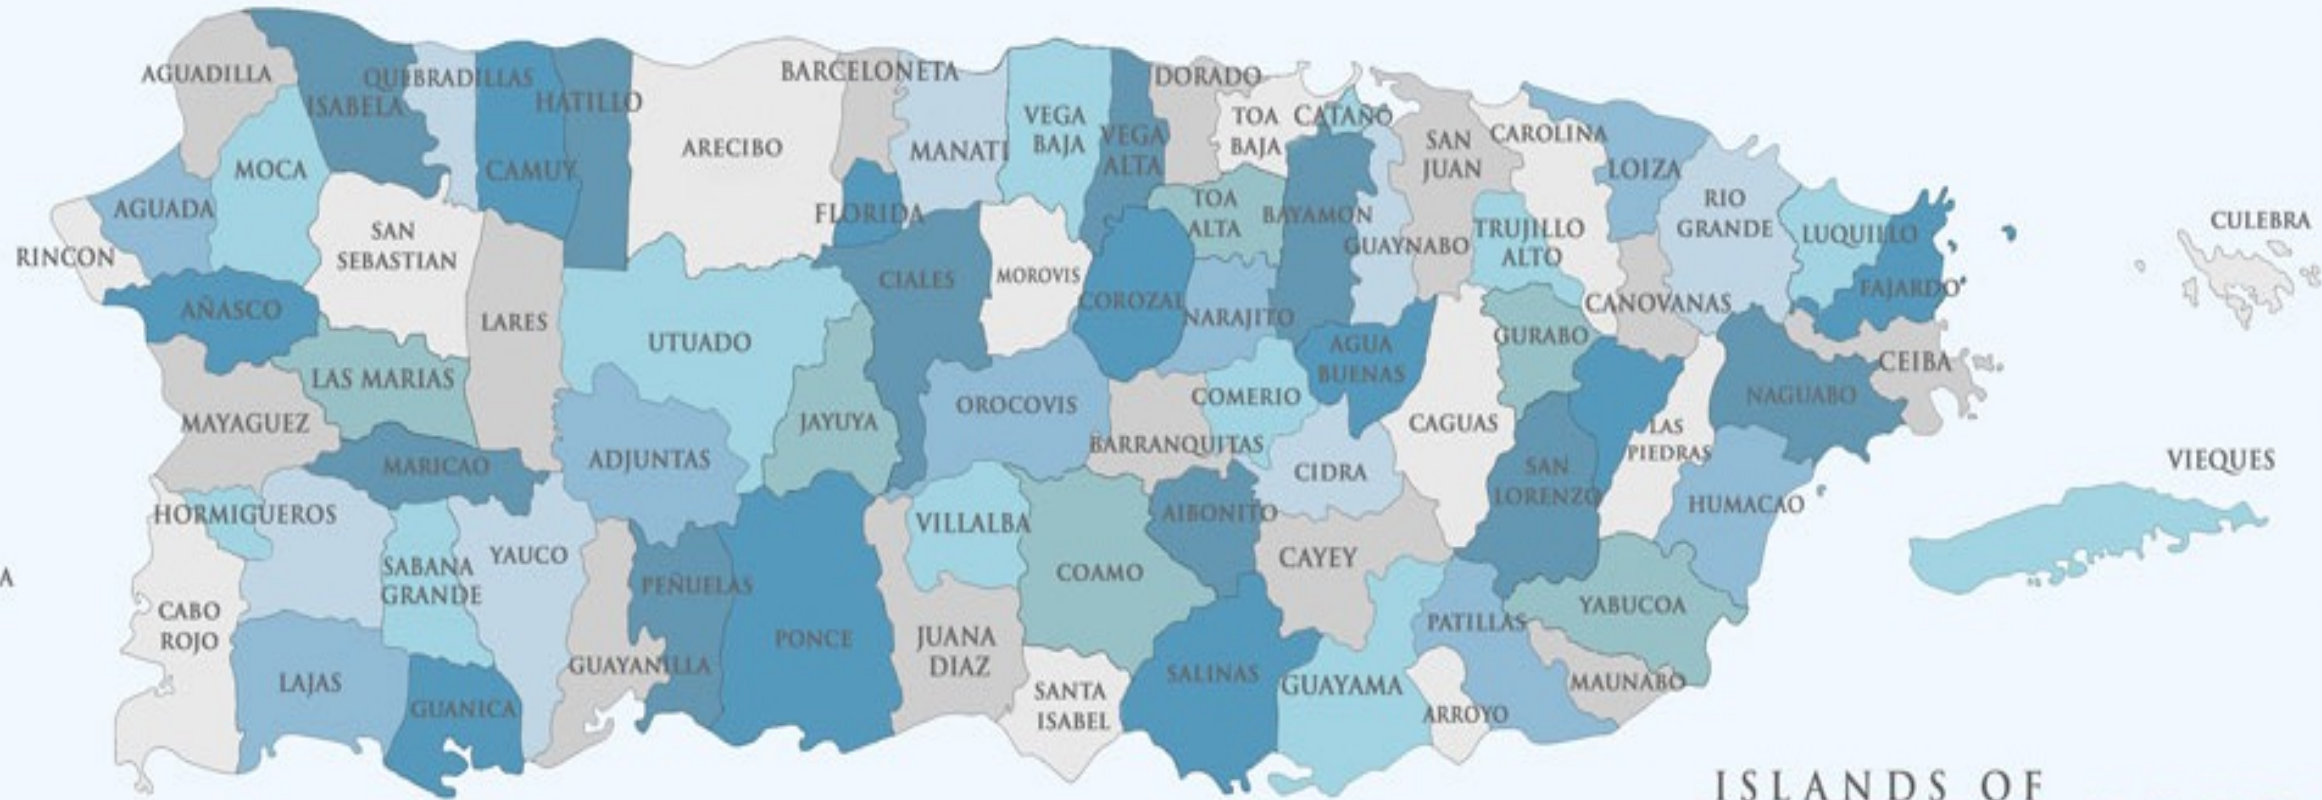 AGUADILLA
ISABELA
QUEBRADILLAS
CAMUY
HATILLO
ARECIBO
BARCELONETA
MANATI
VEGA
BAJA
VEGA
ALTA
DORADO
TOA
BAJA
CATAÑO
SAN
JUAN
CAROLINA
LOIZA
MOCA
AGUADA
RINCON
SAN
SEBASTIAN
LARES
FLORIDA
CIALES
MOROVIS
COROZAL
TOA
ALTA
BAYAMON
GUAYNABO
TRUJILLO
ALTO
RIO
GRANDE
LUQUILLO
FAJARDO
CULEBRA
AÑASCO
UTUADO
NARAJITO
CANOVANAS
GURABO
AGUA
BUENAS
CEIBA
LAS MARIAS
MAYAGUEZ
JAYUYA
OROCOVIS
COMERIO
BARRANQUITAS
CAGUAS
NAGUABO
LAS
PIEDRAS
MARICAO
ADJUNTAS
CIDRA
SAN
LORENZO
HUMACAO
VIEQUES
HORMIGUEROS
SABANA
GRANDE
YAUCO
VILLALBA
AIBONITO
COAMO
CAYEY
A
CABO
ROJO
PEÑUELAS
PONCE
JUANA
DIAZ
PATILLAS
YABUCOA
LAJAS
GUANICA
GUAYANILLA
SANTA
ISABEL
SALINAS
GUAYAMA
ARROYO
MAUNABO
ISLANDS OF